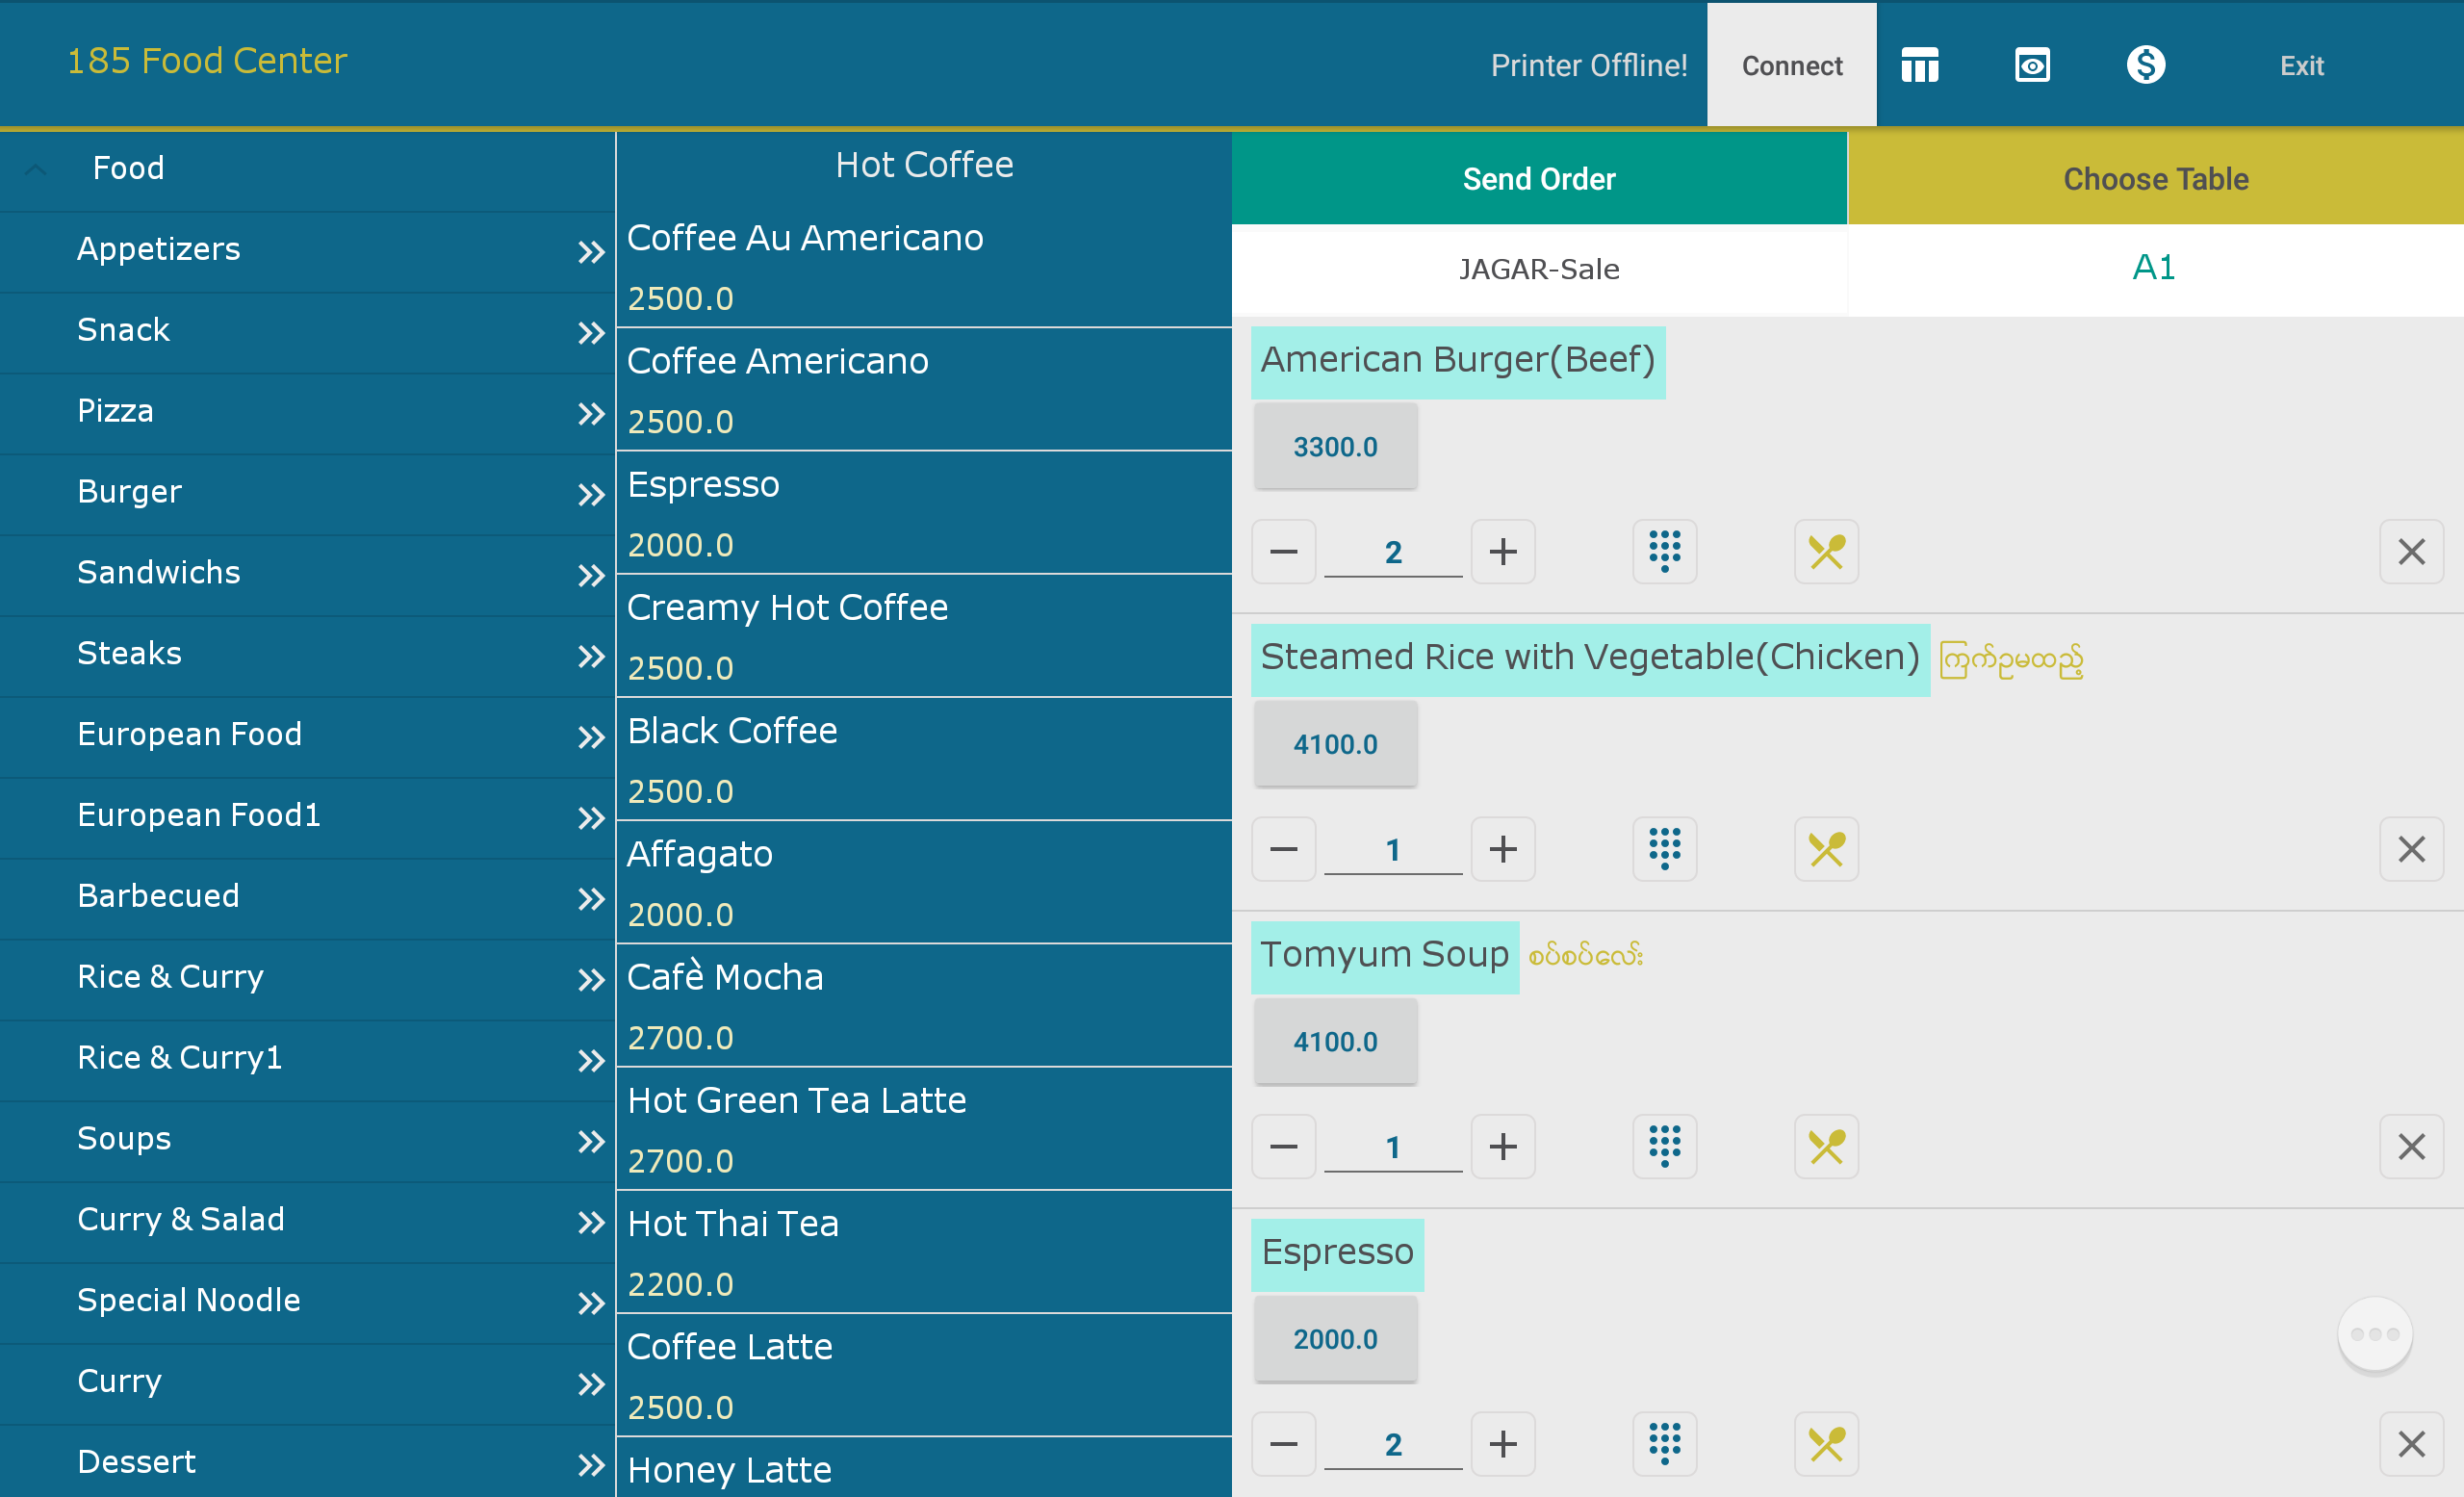 185 Food Center
Printer Offline!
Connect
Exit
Food
Appetizers
Snack
Pizza
Burger
Sandwichs
Steaks
European Food
European Food1
Barbecued
Rice & Curry
Rice & Curry1
Soups
Curry & Salad
Special Noodle
Curry
Dessert
Hot Coffee
Coffee Au Americano
2500.0
Coffee Americano
2500.0
Espresso
2000.0
Creamy Hot Coffee
2500.0
Black Coffee
2500.0
Affagato
2000.0
Cafè Mocha
2700.0
Hot Green Tea Latte
2700.0
Hot Thai Tea
2200.0
Coffee Latte
2500.0
Honey Latte
Send Order
Choose Table
JAGAR-Sale
A1
American Burger(Beef)
3300.0
2
Steamed Rice with Vegetable(Chicken) ကြက်ဥမထည့်
4100.0
1
Tomyum Soup စပ်စပ်လေး
4100.0
1
Espresso
2000.0
2